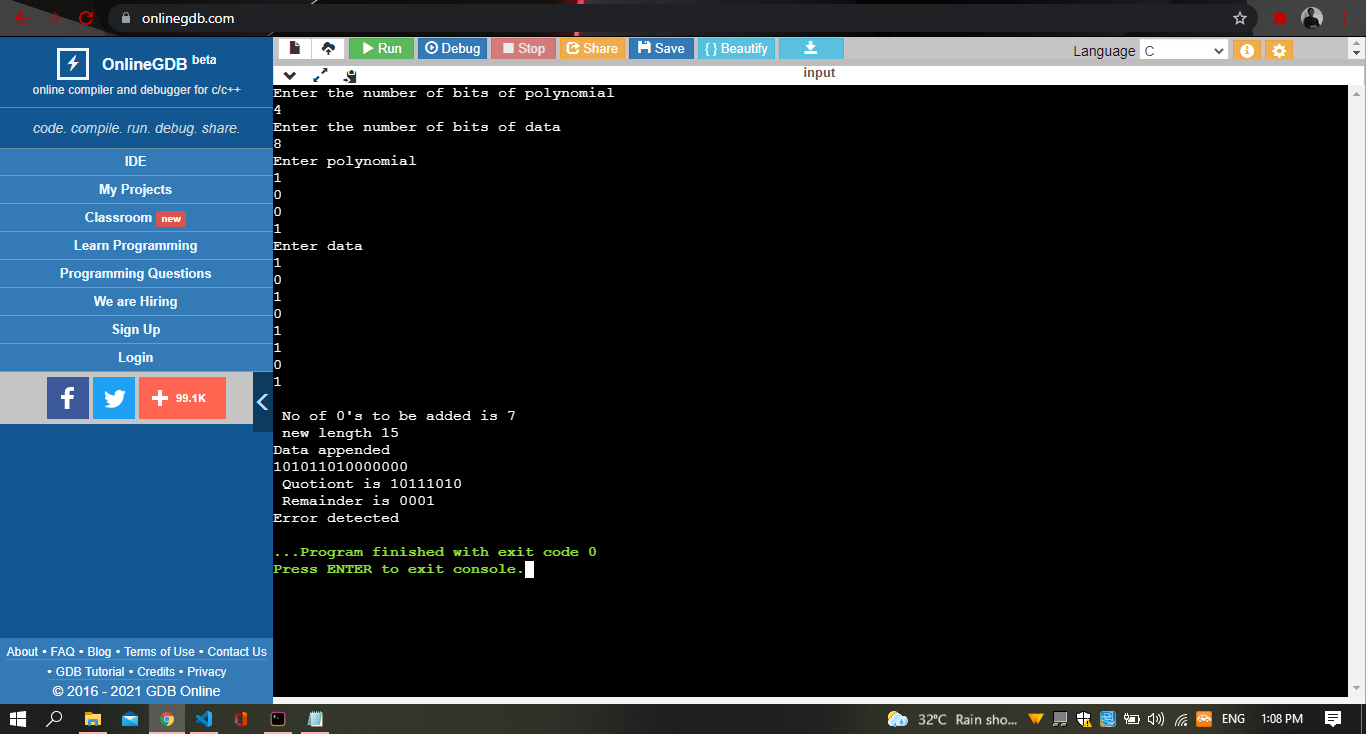 onlinegdb.com
OnlineGDB beta
online compiler and debugger for c/c++
code. compile. run. debug. share.
IDE
My Projects
Classroom new
Learn Programming
Programming Questions
We are Hiring
Sign Up
Login
99.1K
About • FAQ • Blog • Terms of Use • Contact Us
• GDB Tutorial • Credits • Privacy
© 2016 - 2021 GDB Online
Run Debug Stop Share Save { } Beautify Language C
input
Enter the number of bits of polynomial
4
Enter the number of bits of data
8
Enter polynomial
1
0
0
1
Enter data
1
0
1
0
1
1
0
1
No of 0's to be added is 7
new length 15
Data appended
101011010000000
Quotiont is 10111010
Remainder is 0001
Error detected
...Program finished with exit code 0
Press ENTER to exit console.
32°C Rain sho... ENG 1:08 PM